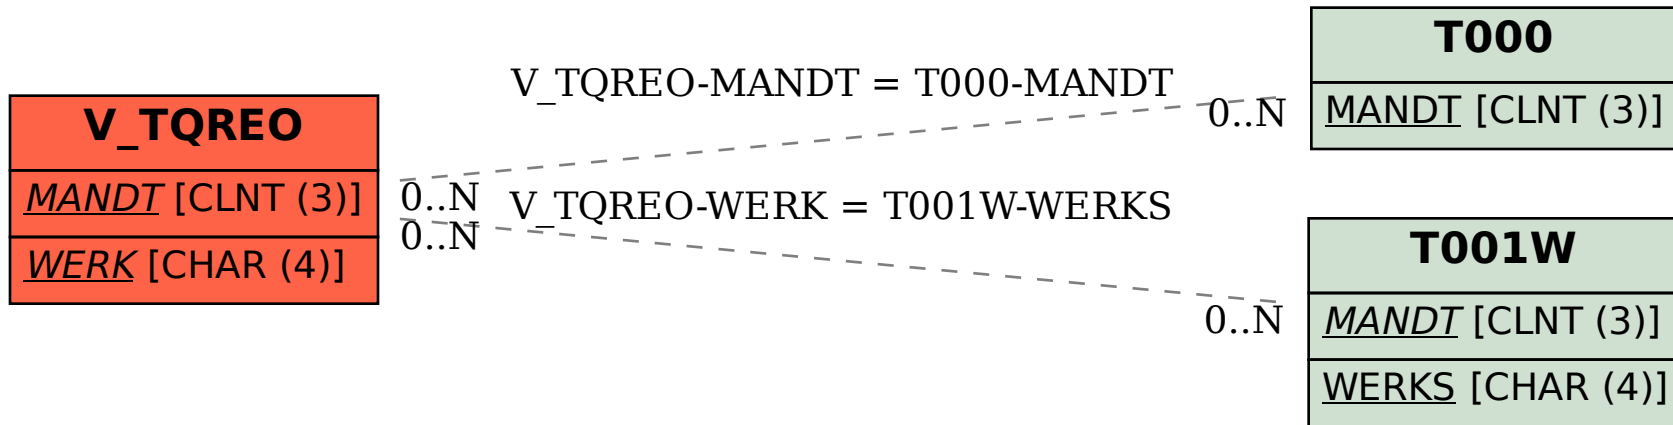 V_TQREO
MANDT [CLNT (3)]
WERK [CHAR (4)]
V_TQREO-MANDT = T000-MANDT
0..N
0..N
V_TQREO-WERK = T001W-WERKS
0..N
0..N
T000
MANDT [CLNT (3)]
T001W
MANDT [CLNT (3)]
WERKS [CHAR (4)]